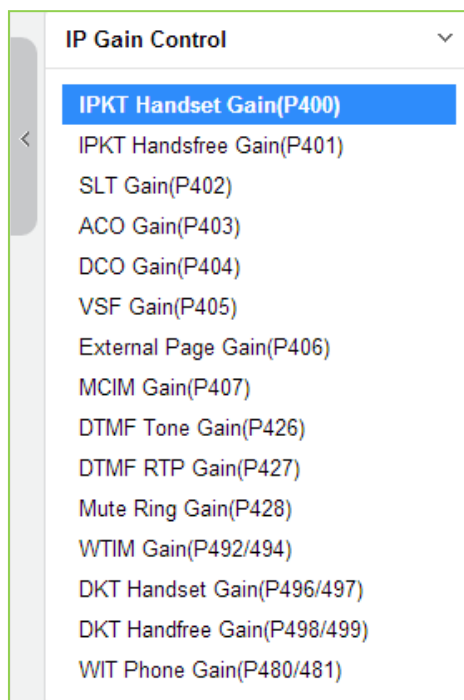 IP Gain Control
IPKT Handset Gain(P400)
IPKT Handsfree Gain(P401)
SLT Gain(P402)
ACO Gain(P403)
DCO Gain(P404)
VSF Gain(P405)
External Page Gain(P406)
MCIM Gain(P407)
DTMF Tone Gain(P426)
DTMF RTP Gain(P427)
Mute Ring Gain(P428)
WTIM Gain(P492/494)
DKT Handset Gain(P496/497)
DKT Handfree Gain(P498/499)
WIT Phone Gain(P480/481)